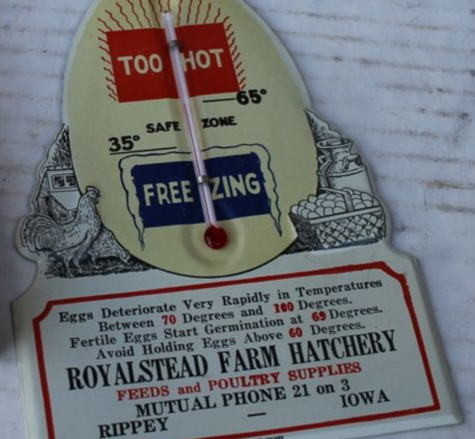 TOO HOT
65°
SAFE ZONE
35°
FREEZING
Eggs Deteriorate Very Rapidly in Temperatures
Between 70 Degrees and 100 Degrees.
Fertile Eggs Start Germination at 69 Degrees.
Avoid Holding Eggs Above 60 Degrees.
ROYALSTEAD FARM HATCHERY
FEEDS and POULTRY SUPPLIES
MUTUAL PHONE 21 on 3
RIPPEY — IOWA